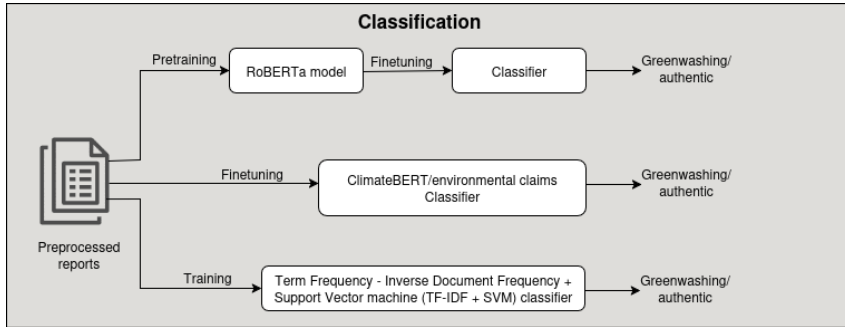 Classification
Pretraining
RoBERTa model
Finetuning
Classifier
Greenwashing/
authentic
Finetuning
ClimateBERT/environmental claims
Classifier
Greenwashing/
authentic
Preprocessed
reports
Training
Term Frequency - Inverse Document Frequency +
Support Vector machine (TF-IDF + SVM) classifier
Greenwashing/
authentic